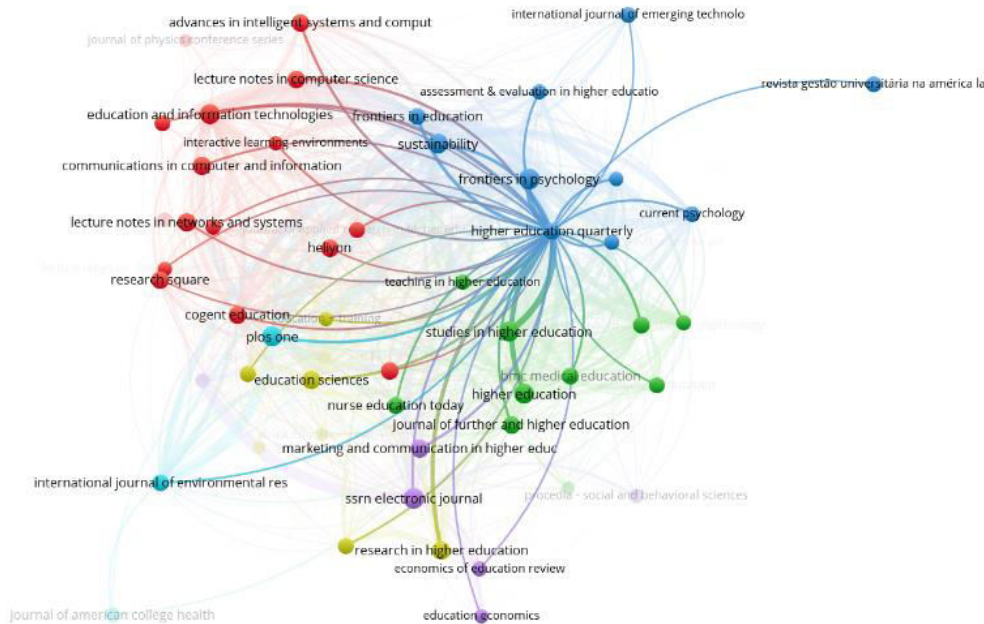 international journal of emerging technolo
advances in intelligent systems and comput
journal of physics conference series
lecture notes in computer science
revista gestão universitária na américa la
assessment & evaluation in higher educatio
education and information technologies
frontiers in education
interactive learning environments
sustainability
communications in computer and information
frontiers in psychology
current psychology
lecture notes in networks and systems
higher education quarterly
heliyon
research square
teaching in higher education
cogent education
plos one
studies in higher education
education sciences
bmc medical education
higher education
nurse education today
journal of further and higher education
marketing and communication in higher educ
international journal of environmental res
ssrn electronic journal
procedia - social and behavioral sciences
research in higher education
economics of education review
journal of american college health
education economics